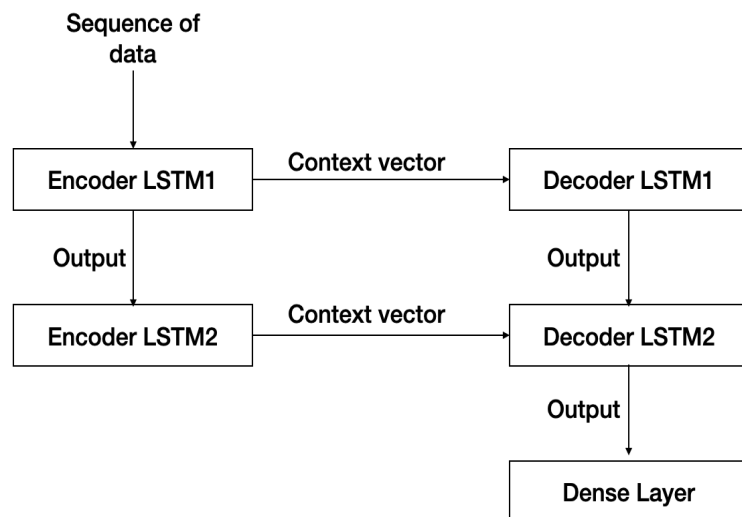 Sequence of
data
Encoder LSTM1
Context vector
Decoder LSTM1
Output
Output
Encoder LSTM2
Context vector
Decoder LSTM2
Output
Dense Layer